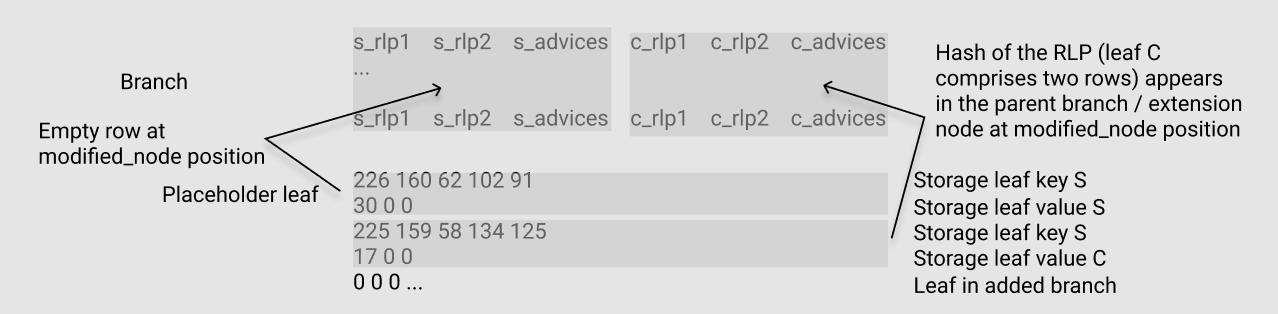 s_rlp1 s_rlp2 s_advices c_rlp1 c_rlp2 c_advices
...
Branch
s_rlp1 s_rlp2 s_advices c_rlp1 c_rlp2 c_advices
Hash of the RLP (leaf C
comprises two rows) appears
in the parent branch / extension
node at modified_node position
Empty row at
modified_node position
Placeholder leaf
226 160 62 102 91 Storage leaf key S
30 0 0 Storage leaf value S
225 159 58 134 125 Storage leaf key S
17 0 0 Storage leaf value C
0 0 0 ... Leaf in added branch